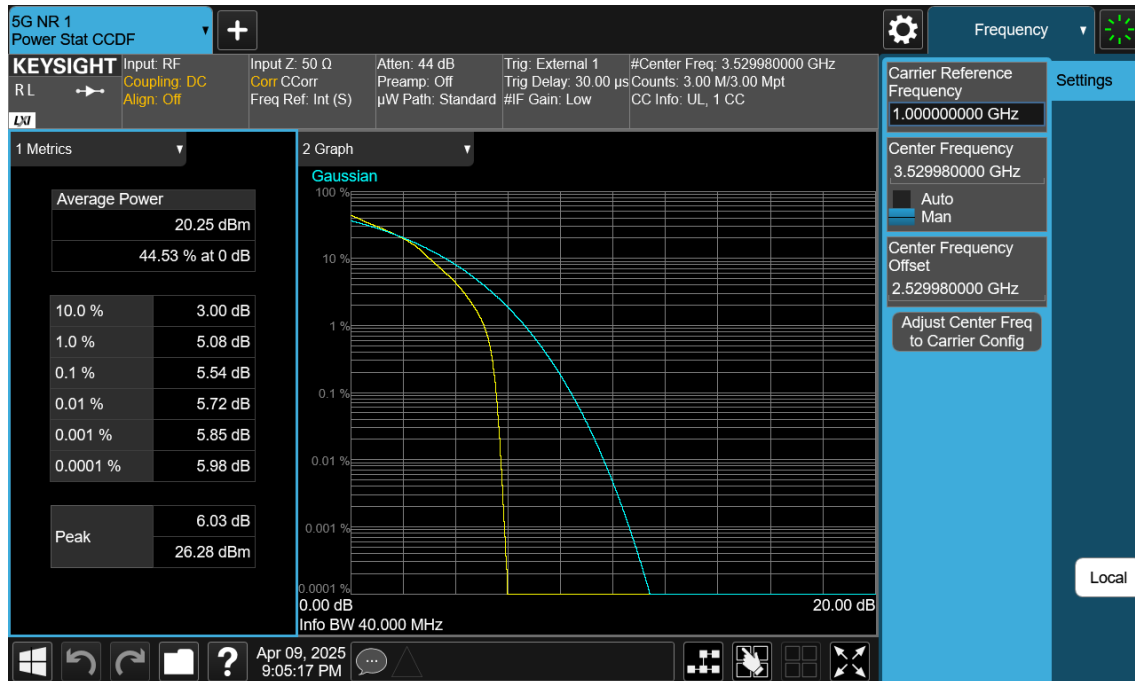 5G NR 1
Power Stat CCDF
+
Frequency
KEYSIGHT
R L
LXI
Input: RF
Coupling: DC
Align: Off
Input Z: 50 Ω
Corr CCorr
Freq Ref: Int (S)
Atten: 44 dB
Preamp: Off
µW Path: Standard
Trig: External 1
Trig Delay: 30.00 µs
#IF Gain: Low
#Center Freq: 3.529980000 GHz
Counts: 3.00 M/3.00 Mpt
CC Info: UL, 1 CC
Carrier Reference
Frequency
1.000000000 GHz
Settings
Center Frequency
3.529980000 GHz
Auto
Man
Center Frequency
Offset
2.529980000 GHz
Adjust Center Freq
to Carrier Config
Local
1 Metrics
Average Power
20.25 dBm
44.53 % at 0 dB
10.0 % 3.00 dB
1.0 % 5.08 dB
0.1 % 5.54 dB
0.01 % 5.72 dB
0.001 % 5.85 dB
0.0001 % 5.98 dB
Peak
6.03 dB
26.28 dBm
2 Graph
Gaussian
100 %
10 %
1 %
0.1 %
0.01 %
0.001 %
0.0001 %
0.00 dB 20.00 dB
Info BW 40.000 MHz
?
Apr 09, 2025
9:05:17 PM